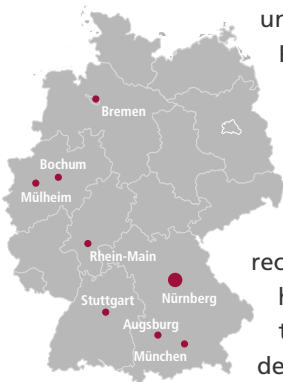 Bremen
Bochum
Mülheim
Rhein-Main
Nürnberg
Stuttgart
Augsburg
München